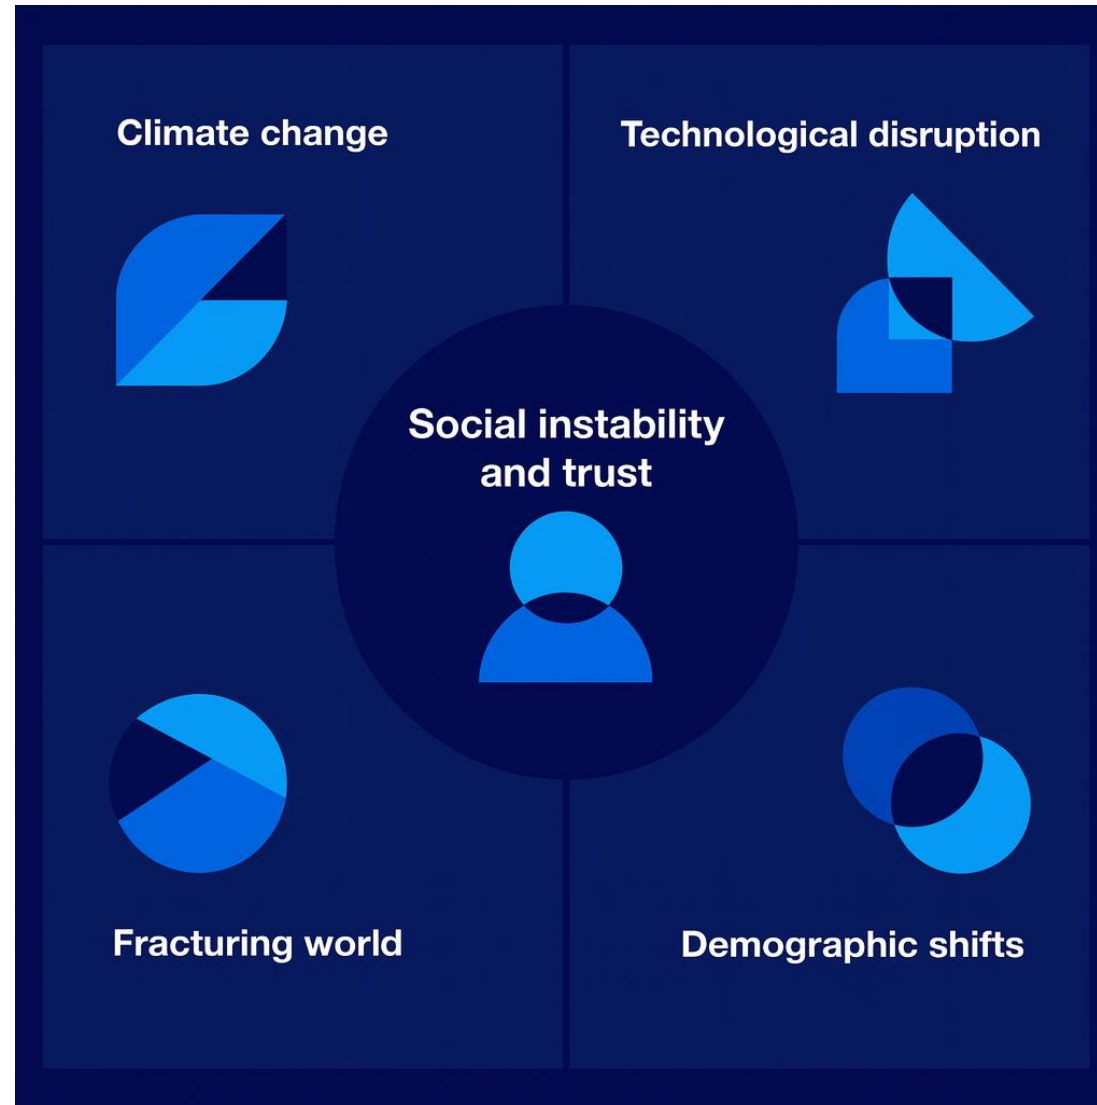 Climate change
Technological disruption
Social instability
and trust
Fracturing world
Demographic shifts